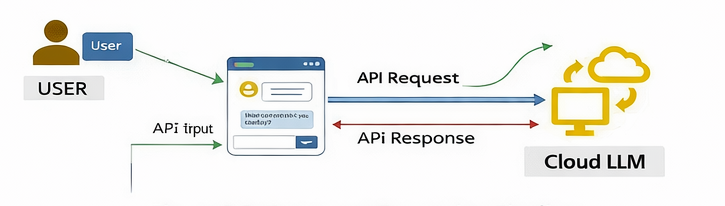 User
USER
API Request
APi irput
APi Response
Cloud LLM